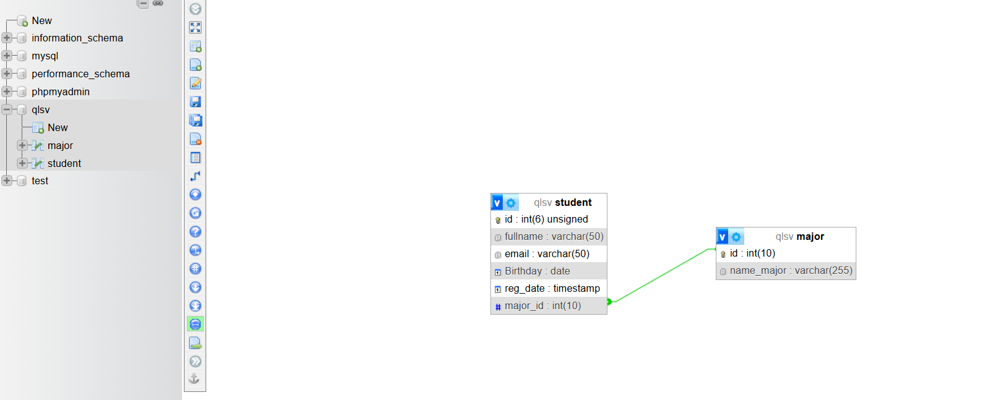 New
information_schema
mysql
performance_schema
phpmyadmin
qlsv
New
major
student
test
v qlsv student
id : int(6) unsigned
fullname : varchar(50)
email : varchar(50)
Birthday : date
reg_date : timestamp
# major_id : int(10)
v qlsv major
id : int(10)
name_major : varchar(255)